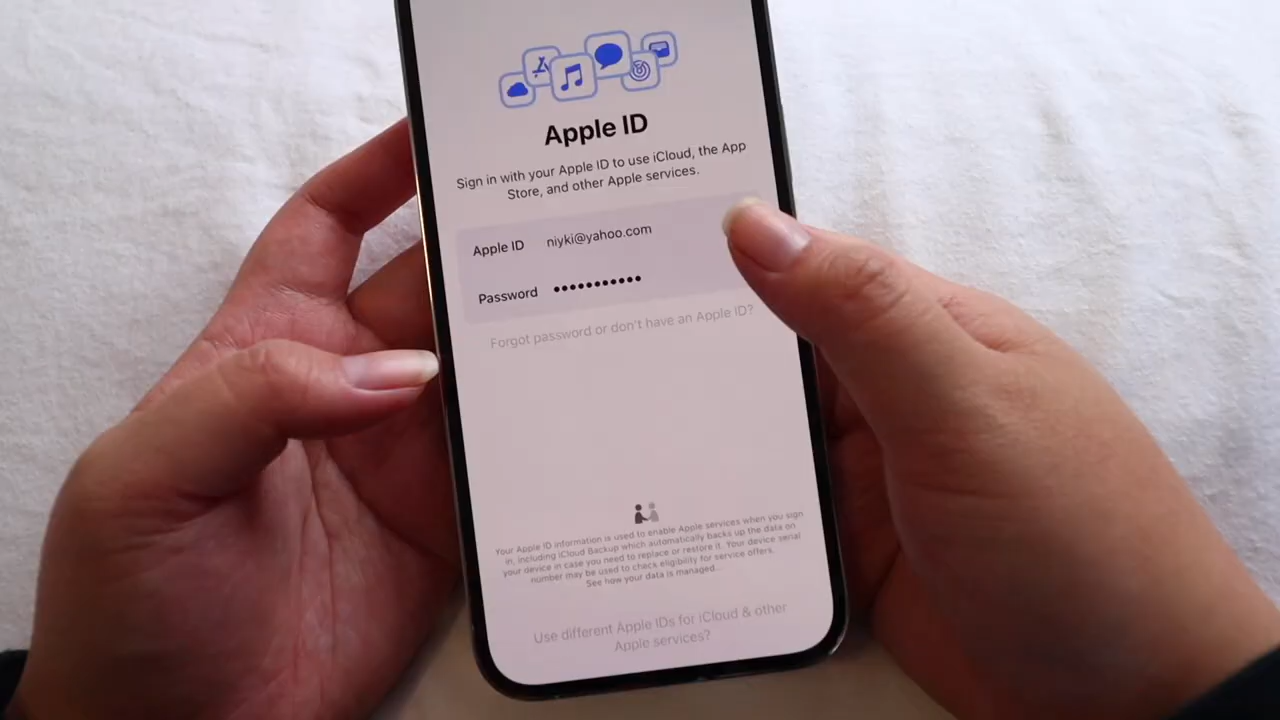 Apple ID
Sign in with your Apple ID to use iCloud, the App
Store, and other Apple services.
Apple ID niyki@yahoo.com
Password •••••••••••
Forgot password or don't have an Apple ID?
Your Apple ID information is used to enable Apple services when you sign
in, including iCloud Backup which automatically backs up the data on
your device in case you need to replace or restore it. Your device serial
number may be used to check eligibility for service offers.
See how your data is managed...
Use different Apple IDs for iCloud & other
Apple services?